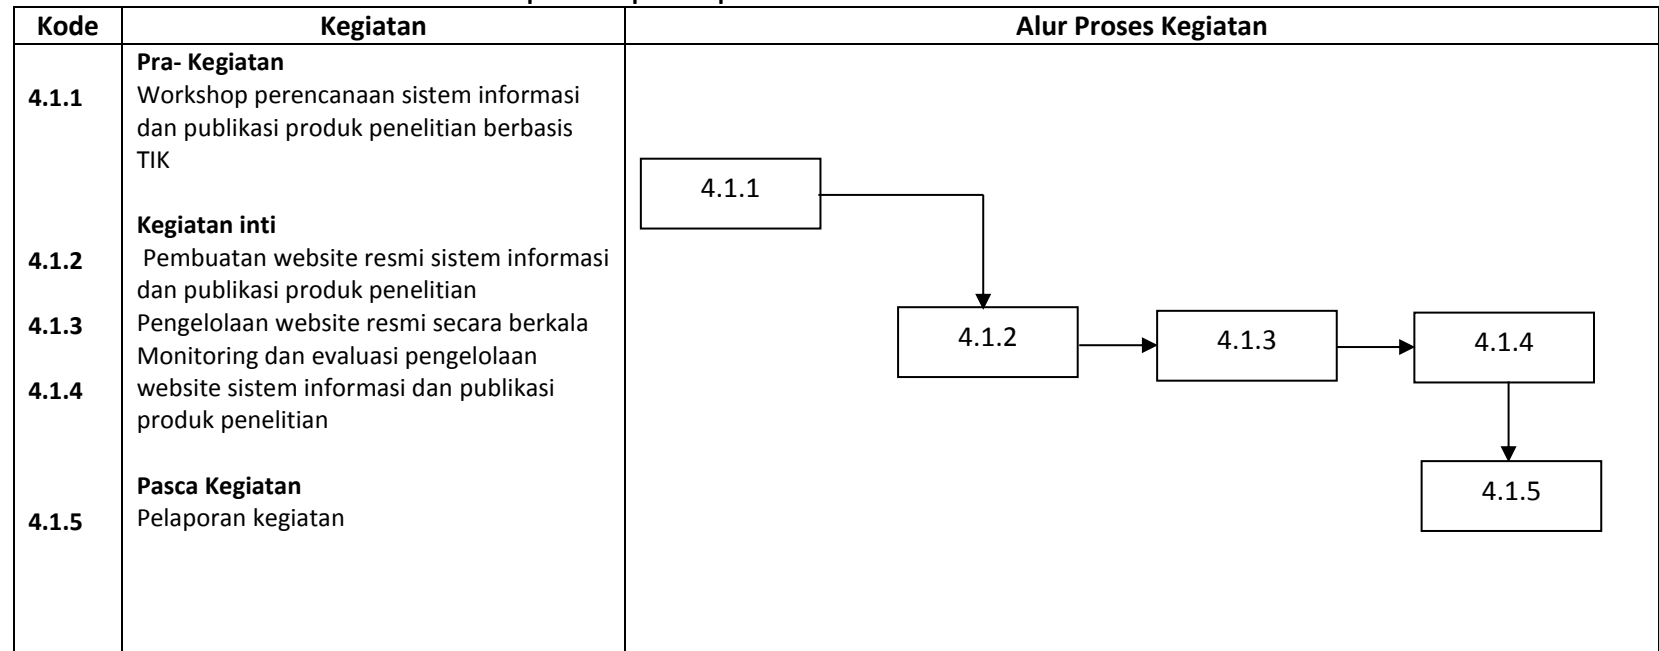 Kode Kegiatan Alur Proses Kegiatan
Pra- Kegiatan
4.1.1 Workshop perencanaan sistem informasi
dan publikasi produk penelitian berbasis
TIK
Kegiatan inti
4.1.2 Pembuatan website resmi sistem informasi
dan publikasi produk penelitian
4.1.3 Pengelolaan website resmi secara berkala
Monitoring dan evaluasi pengelolaan
4.1.4 website sistem informasi dan publikasi
produk penelitian
Pasca Kegiatan
4.1.5 Pelaporan kegiatan
4.1.1
4.1.2
4.1.3
4.1.4
4.1.5